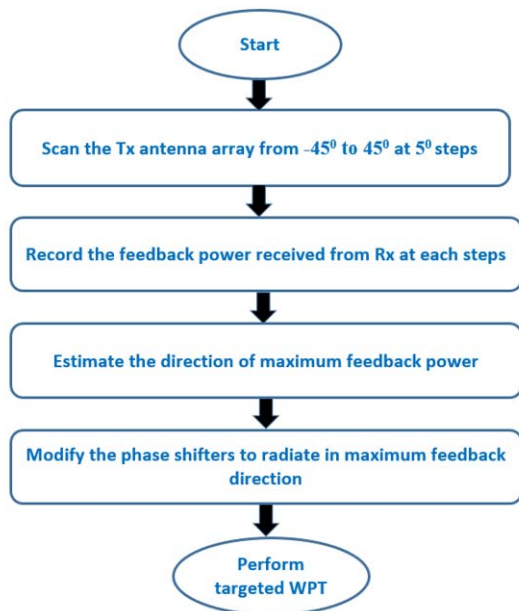 Start
Scan the Tx antenna array from -45⁰ to 45⁰ at 5⁰ steps
Record the feedback power received from Rx at each steps
Estimate the direction of maximum feedback power
Modify the phase shifters to radiate in maximum feedback
direction
Perform
targeted WPT